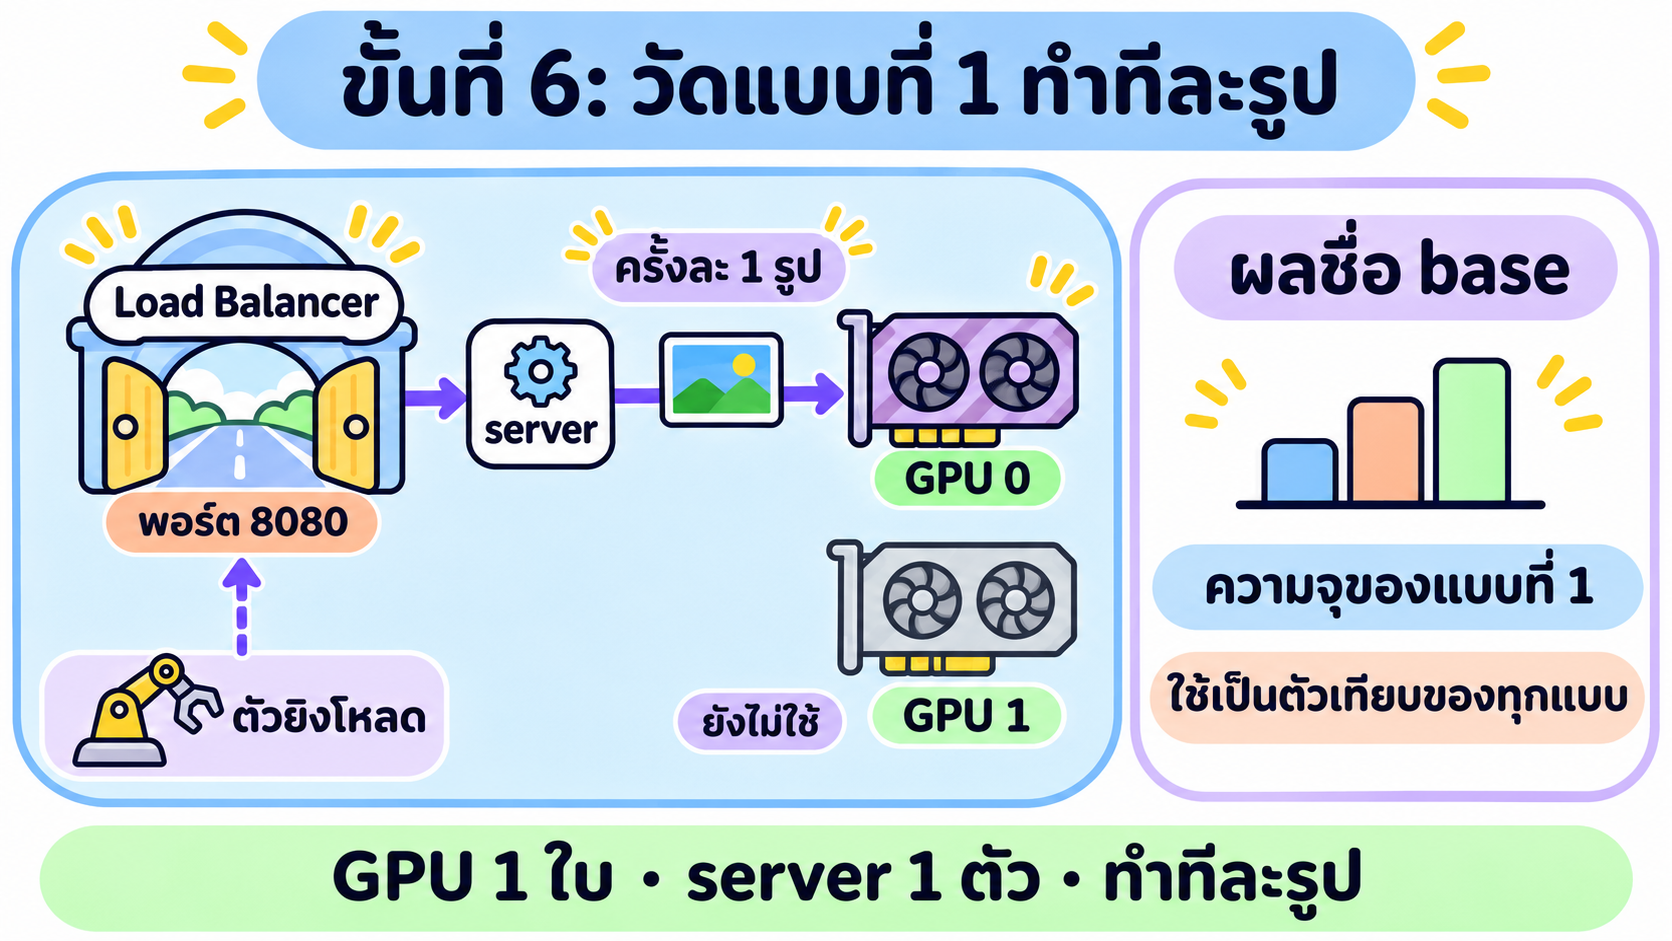 ขั้นที่ 6: วัดแบบที่ 1 ทำทีละรูป
Load Balancer
พอร์ต 8080
ตัวยิงโหลด
server
ครั้งละ 1 รูป
GPU 0
ยังไม่ใช้
GPU 1
ผลชื่อ base
ความจุของแบบที่ 1
ใช้เป็นตัวเทียบของทุกแบบ
GPU 1 ใบ • server 1 ตัว • ทำทีละรูป